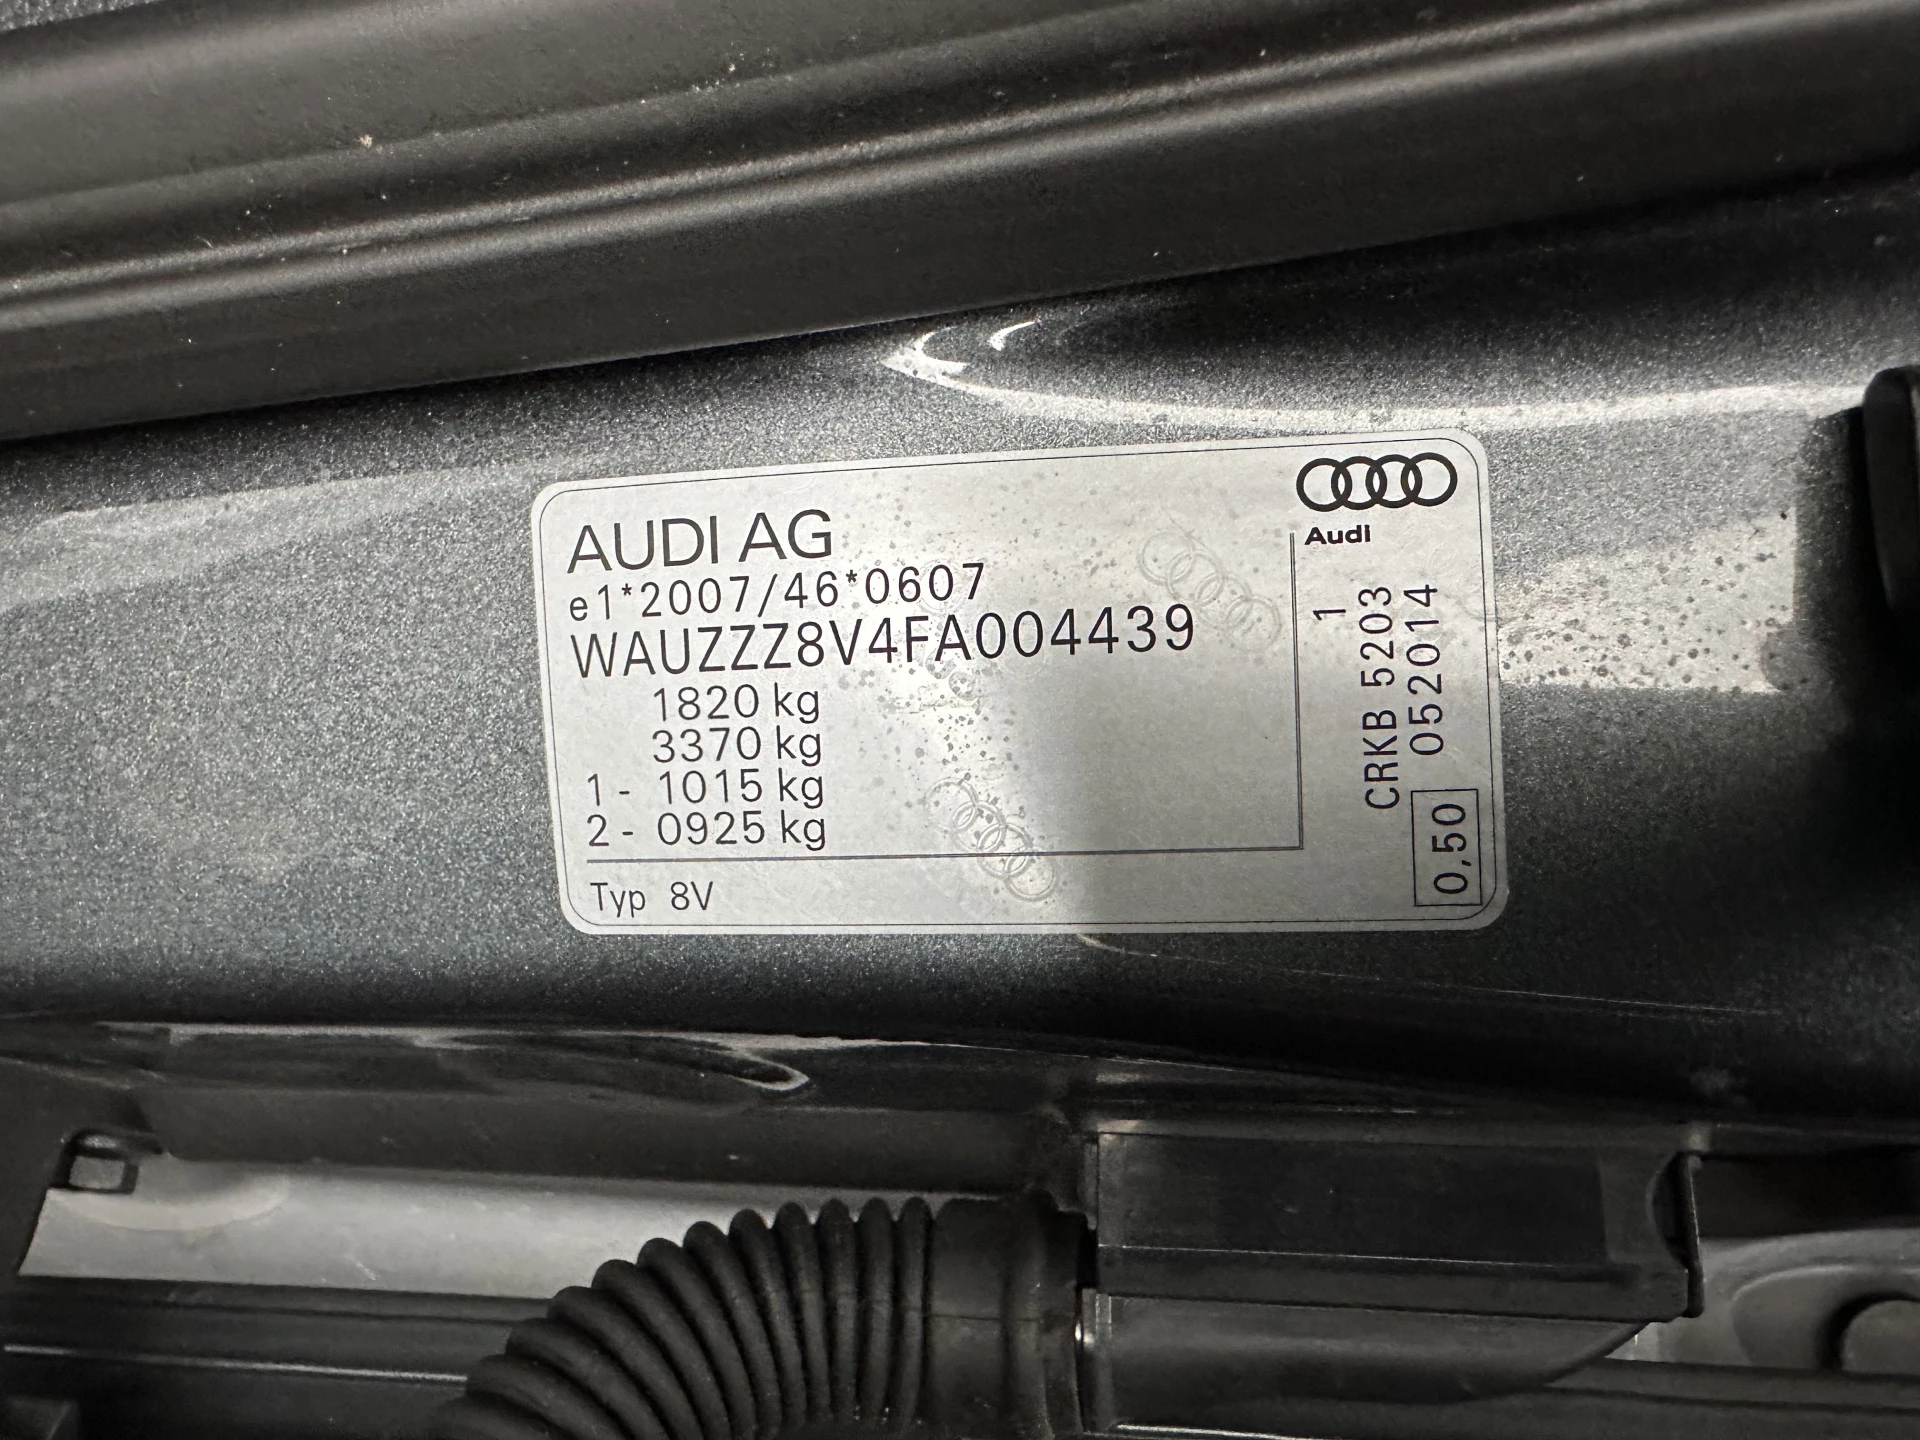 AUDI AG
e1*2007/46*0607
WAUZZZ8V4FA004439
1820 kg
3370 kg
1 - 1015 kg
2 - 0925 kg
Typ 8V
Audi
1
CRKB 5203
052014
0,50